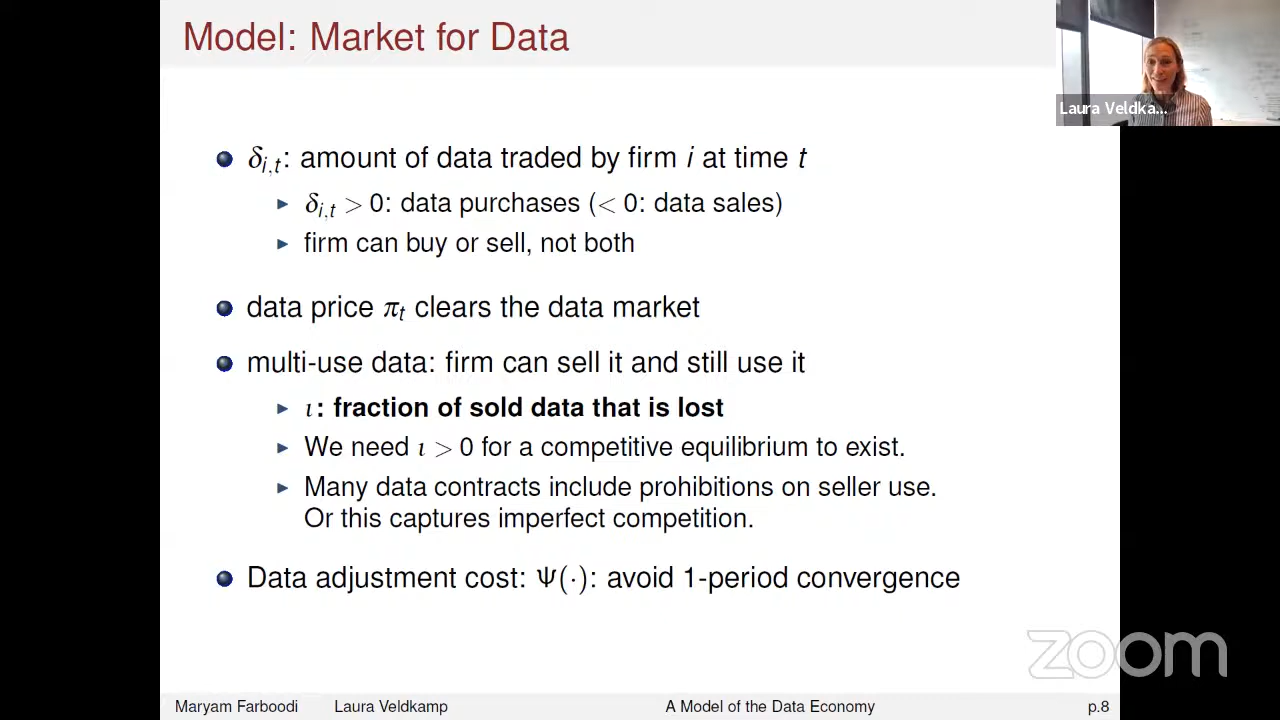 Model: Market for Data
Laura Veldka...
δi,t: amount of data traded by firm i at time t
δi,t > 0: data purchases (< 0: data sales)
firm can buy or sell, not both
data price πt clears the data market
multi-use data: firm can sell it and still use it
ι: fraction of sold data that is lost
We need ι > 0 for a competitive equilibrium to exist.
Many data contracts include prohibitions on seller use.
Or this captures imperfect competition.
Data adjustment cost: Ψ(·): avoid 1-period convergence
zoom
Maryam Farboodi Laura Veldkamp A Model of the Data Economy p.8